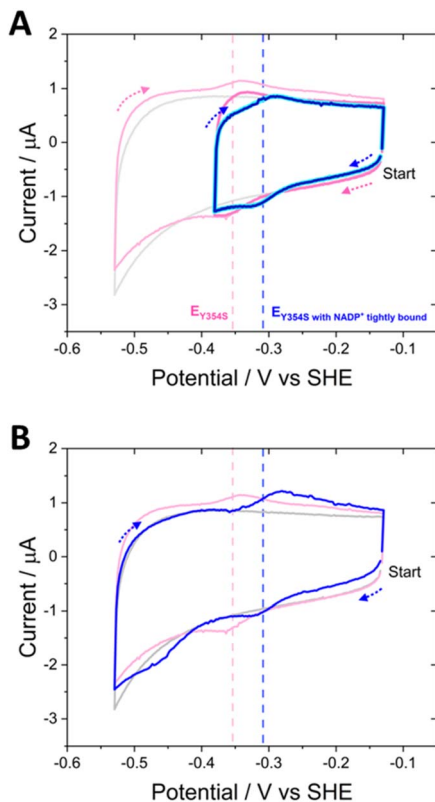 A
2
1
0
-1
-2
-3
Current / µA
Start
E Y354S
E Y354S with NADP⁺ tightly bound
-0.6 -0.5 -0.4 -0.3 -0.2 -0.1
Potential / V vs SHE
B
2
1
0
-1
-2
-3
Current / µA
Start
-0.6 -0.5 -0.4 -0.3 -0.2 -0.1
Potential / V vs SHE